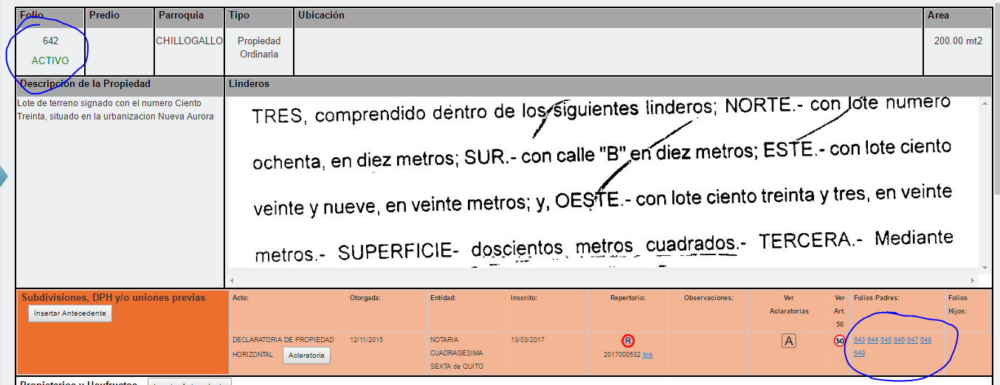 Folio Predio Parroquia Tipo Ubicación Area
642 CHILLOGALLO Propiedad 200.00 mt2
Ordinaria
ACTIVO
Descripción de la Propiedad Linderos
Lote de terreno signado con el numero Ciento
Treinta, situado en la urbanizacion Nueva Aurora
TRES, comprendido dentro de los siguientes linderos; NORTE.- con lote numero
ochenta, en diez metros; SUR.- con calle "B" en diez metros; ESTE.- con lote ciento
veinte y nueve, en veinte metros; y, OESTE.- con lote ciento treinta y tres, en veinte
metros.- SUPERFICIE- doscientos metros cuadrados.- TERCERA.- Mediante
Subdivisiones, DPH y/o uniones previas
Insertar Antecedente
Acto: Otorgada: Entidad: Inscrito: Repertorio: Observaciones: Ver Ver Folios Padres: Folios
Aclaratorias Art. Hijos:
50
DECLARATORIA DE PROPIEDAD 12/11/2015 NOTARIA 13/03/2017 R A 50 643 644 645 646 647 648
HORIZONTAL Aclaratoria CUADRAGESIMA 2017000532 link 649
SEXTA de QUITO
Propietarios y Usufructos